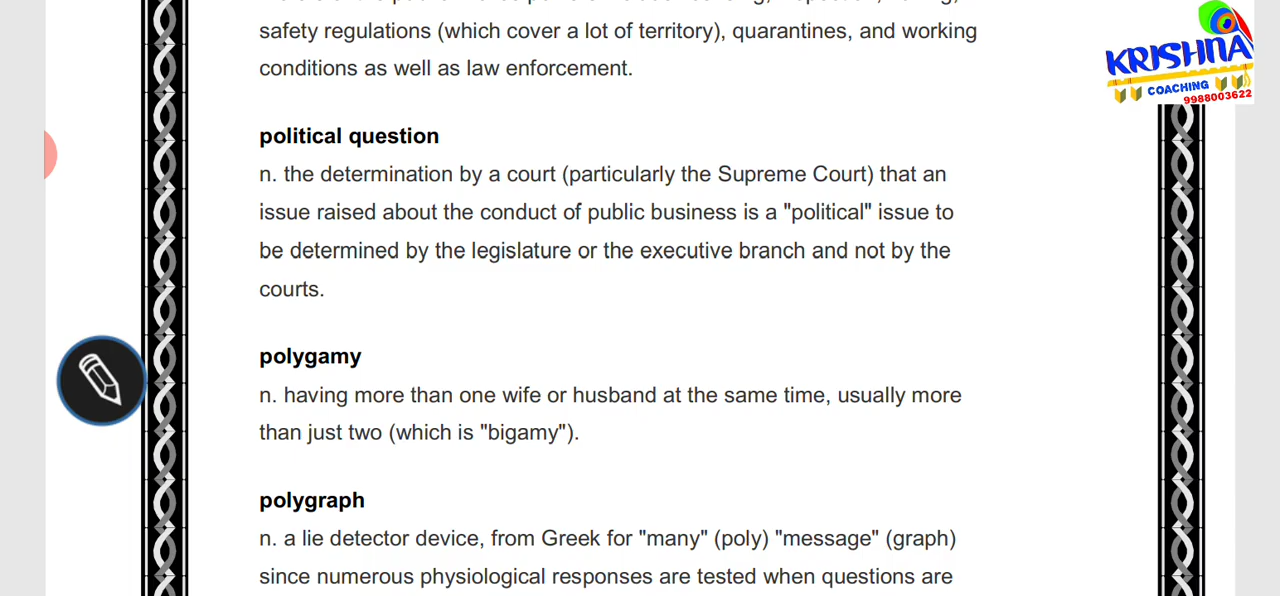 safety regulations (which cover a lot of territory), quarantines, and working
conditions as well as law enforcement.
political question
n. the determination by a court (particularly the Supreme Court) that an
issue raised about the conduct of public business is a "political" issue to
be determined by the legislature or the executive branch and not by the
courts.
polygamy
n. having more than one wife or husband at the same time, usually more
than just two (which is "bigamy").
polygraph
n. a lie detector device, from Greek for "many" (poly) "message" (graph)
since numerous physiological responses are tested when questions are
KRISHNA
COACHING
9988003622